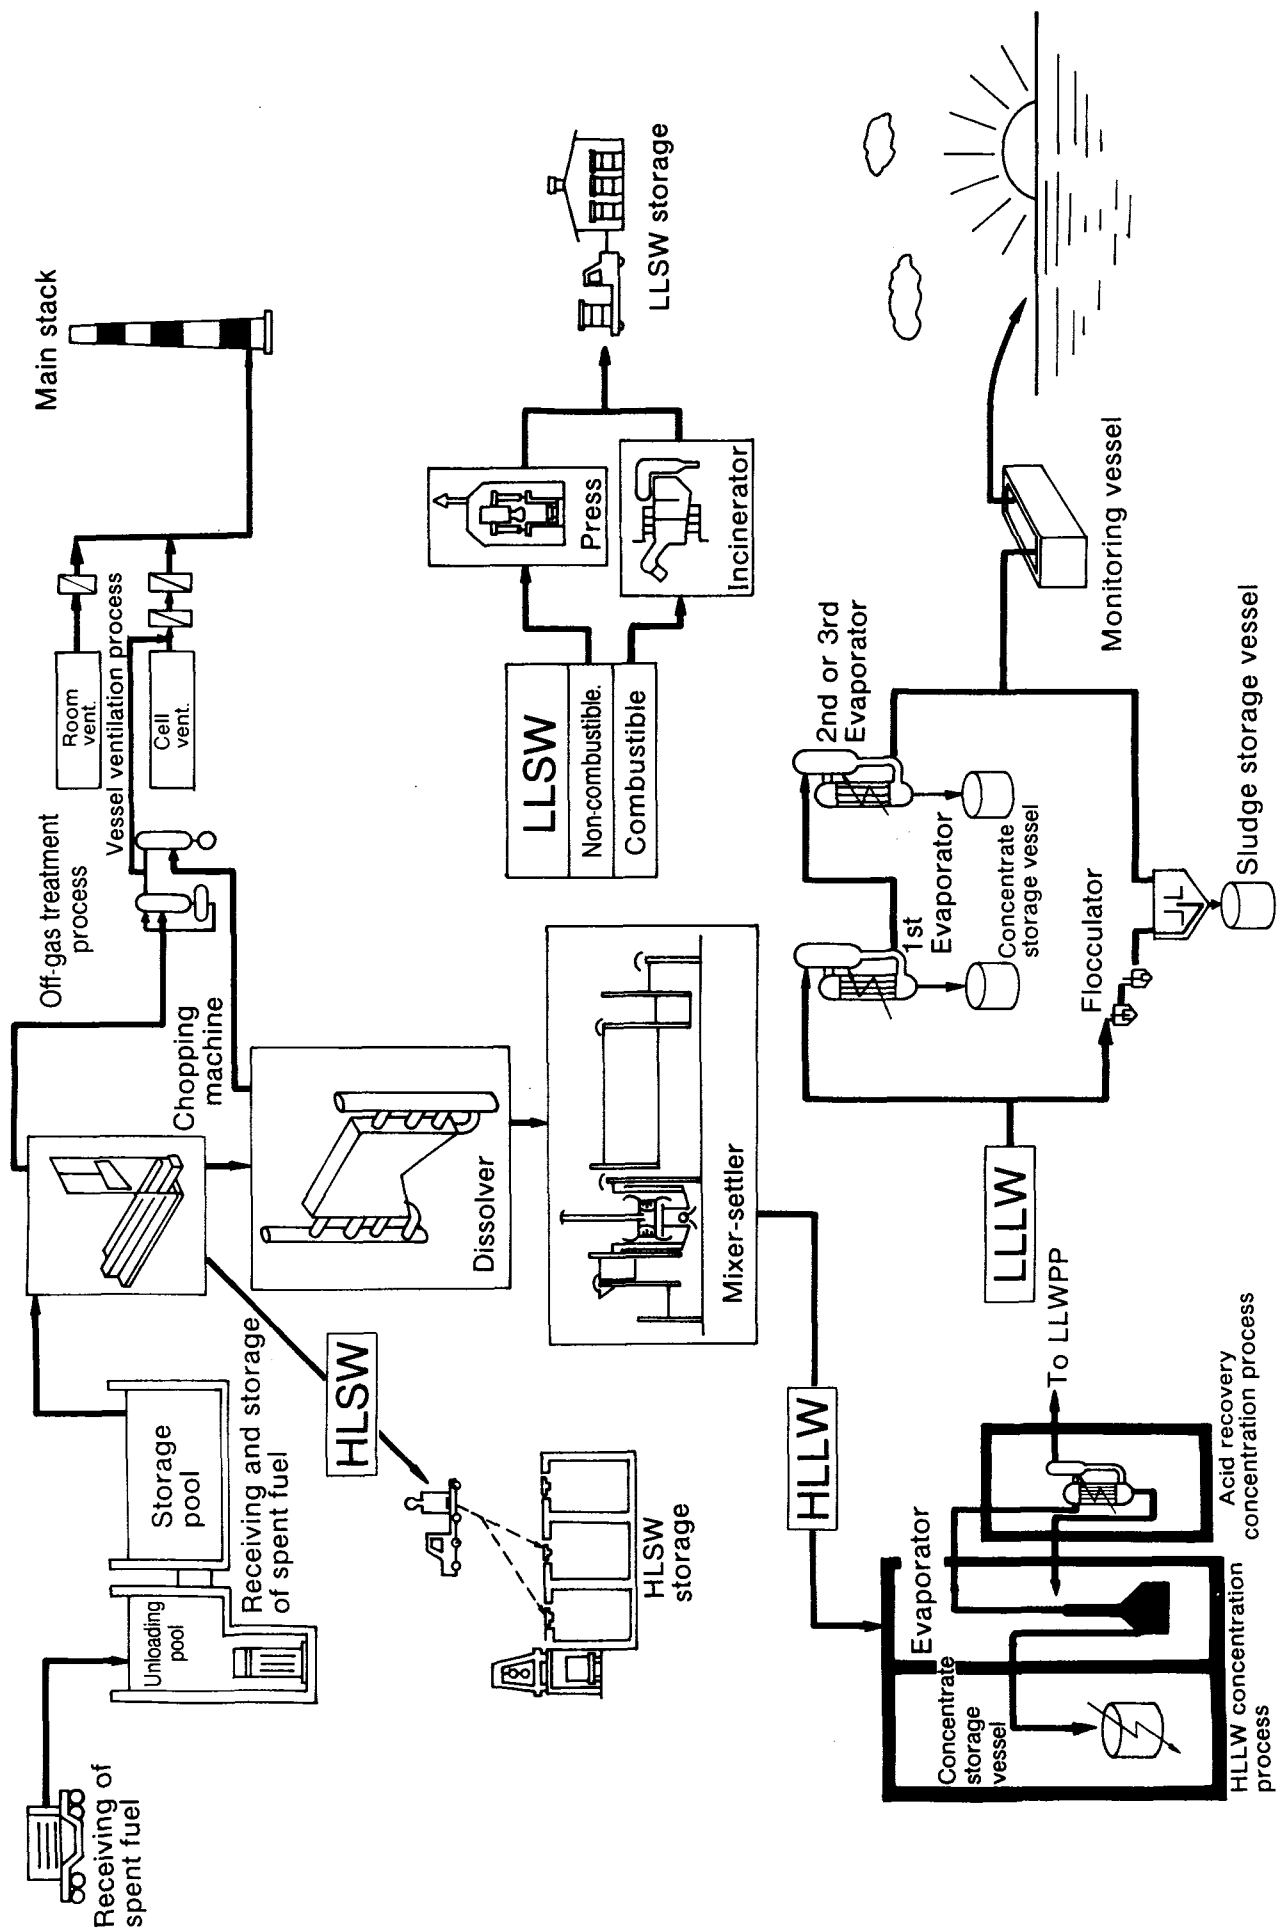 Receiving of
spent fuel
Unloading
pool
Storage
pool
Receiving and storage
of spent fuel
Chopping
machine
Off-gas treatment
process
Vessel ventilation process
Room
vent.
Cell
vent.
Main stack
HLSW
HLSW
storage
Dissolver
Mixer-settler
LLSW
Non-combustible.
Combustible
Press
Incinerator
LLSW storage
HLLW
Evaporator
Concentrate
storage
vessel
HLLW concentration
process
Acid recovery
concentration process
To LLWPP
LLLW
1st
Evaporator
2nd or 3rd
Evaporator
Concentrate
storage vessel
Flocculator
Sludge storage vessel
Monitoring vessel